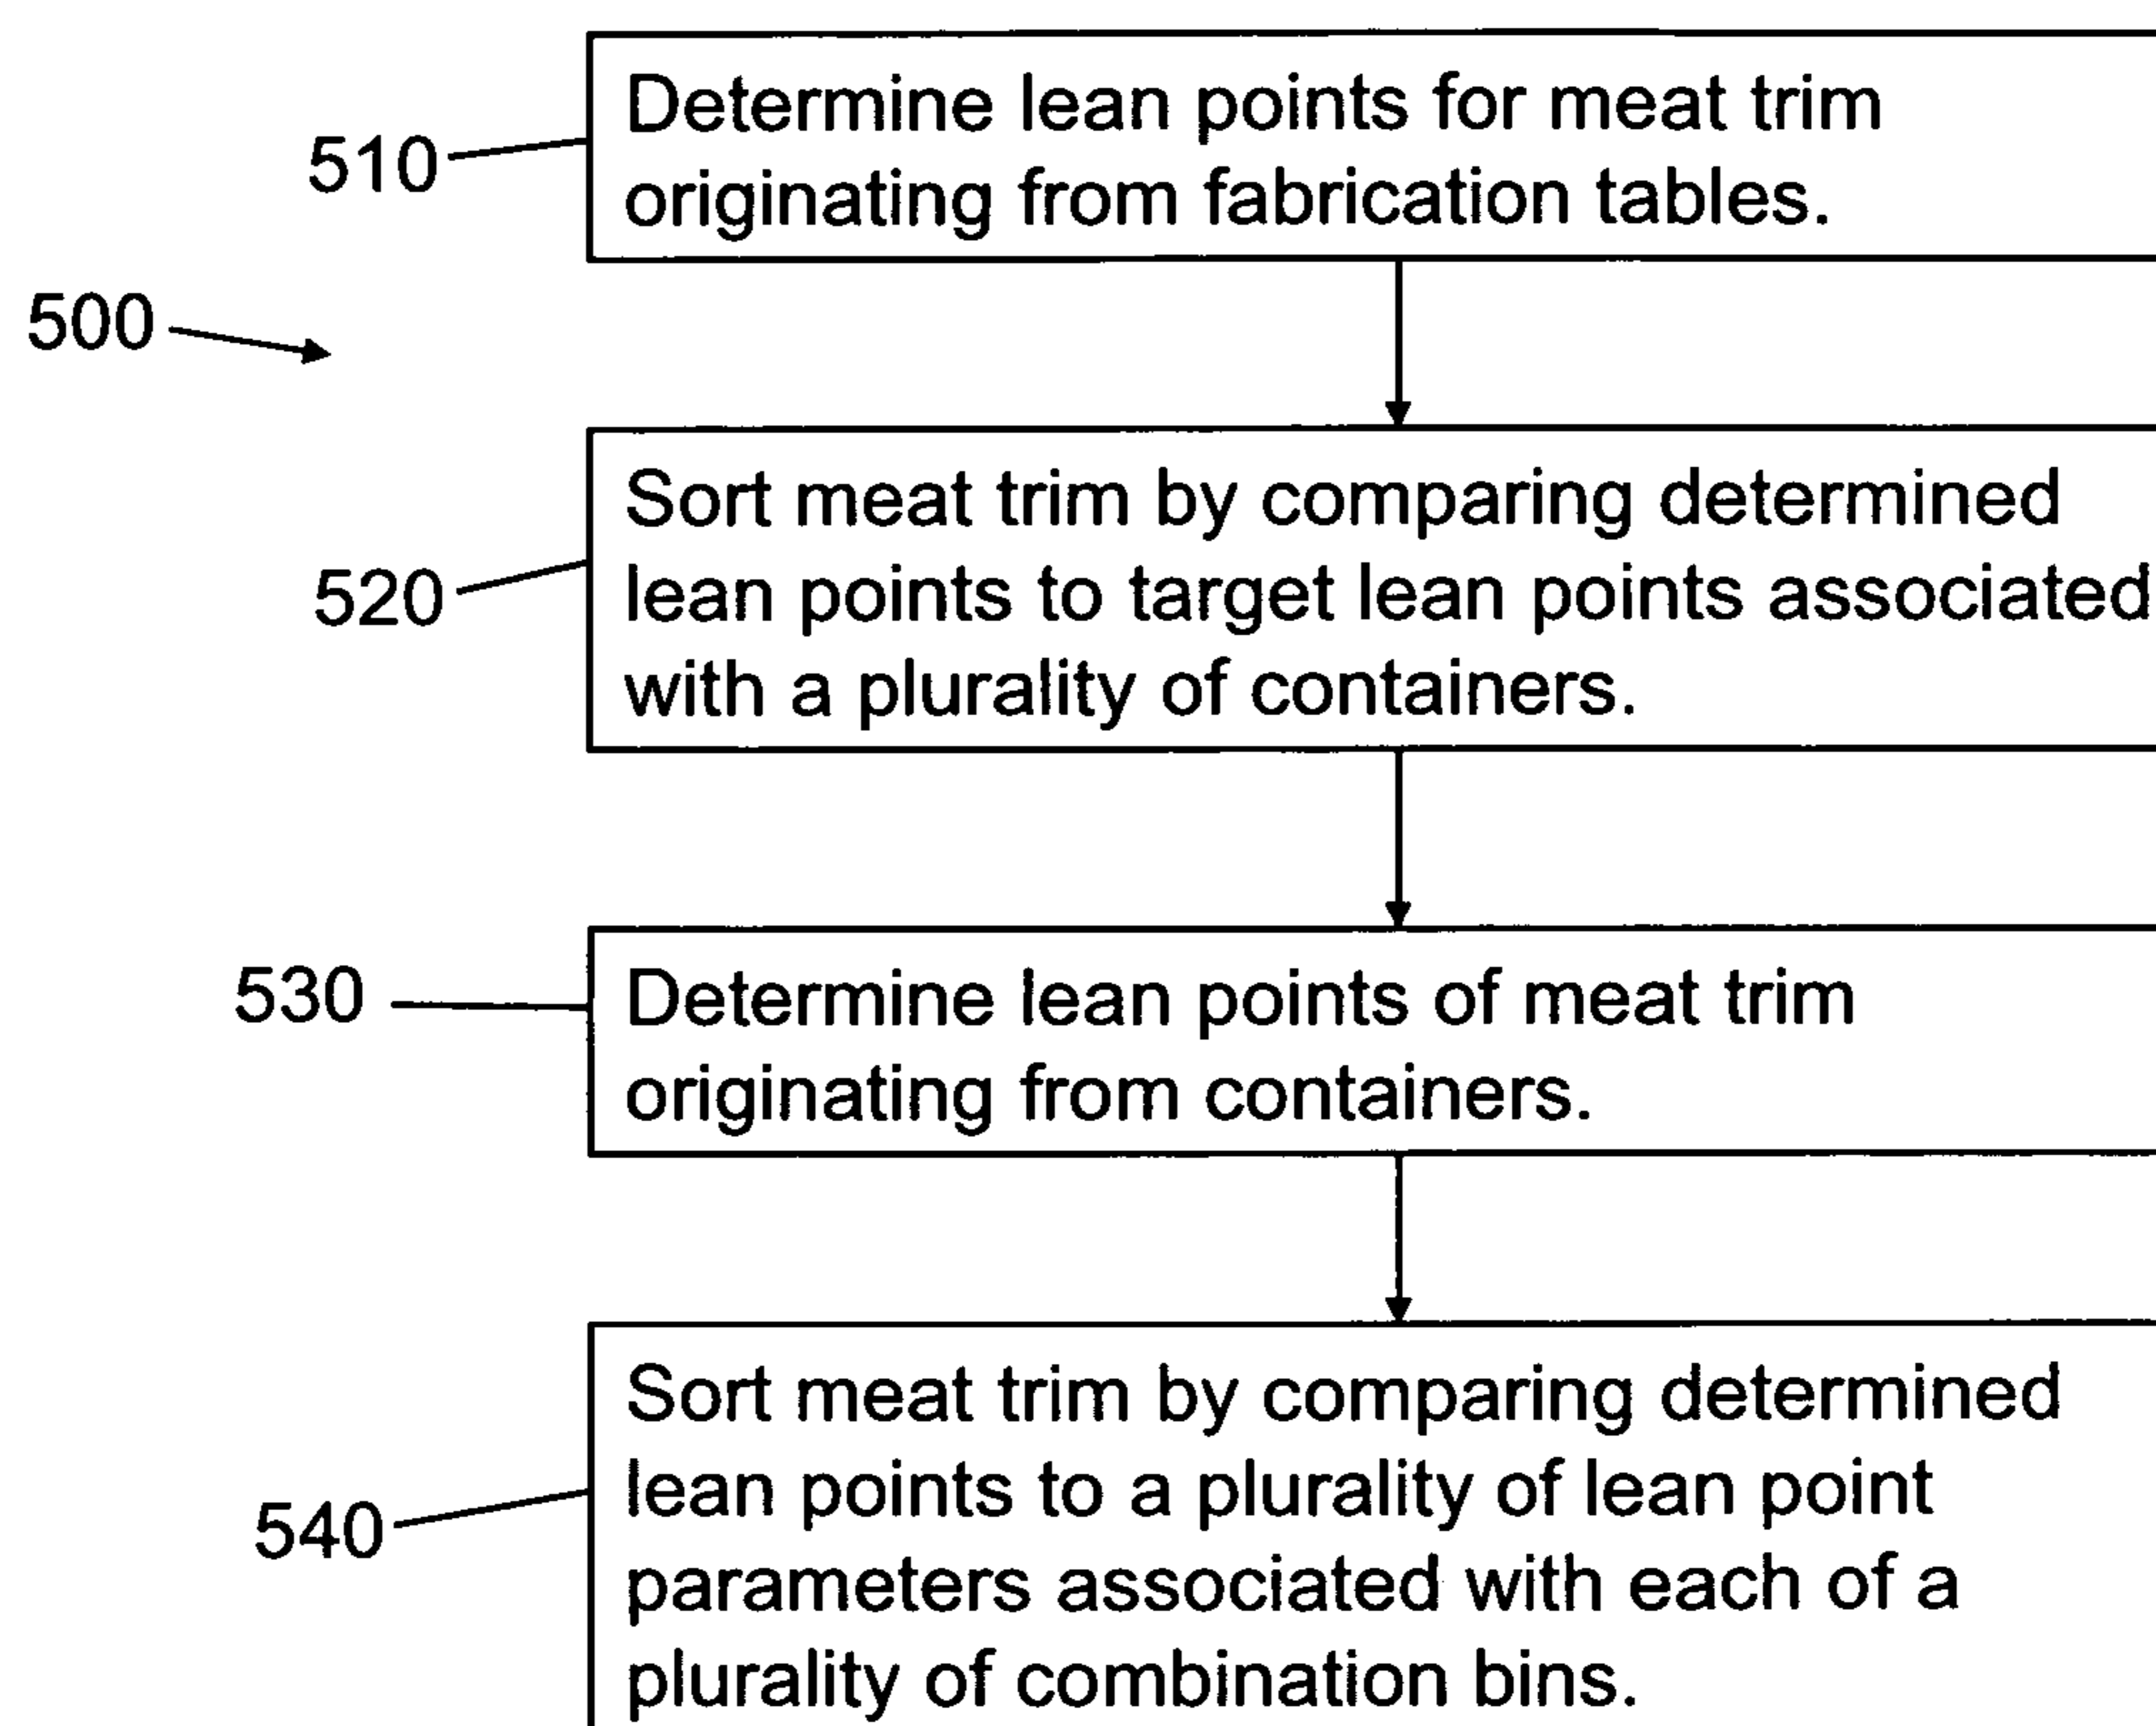 510
Determine lean points for meat trim
originating from fabrication tables.
500
520
Sort meat trim by comparing determined
lean points to target lean points associated
with a plurality of containers.
530
Determine lean points of meat trim
originating from containers.
540
Sort meat trim by comparing determined
lean points to a plurality of lean point
parameters associated with each of a
plurality of combination bins.